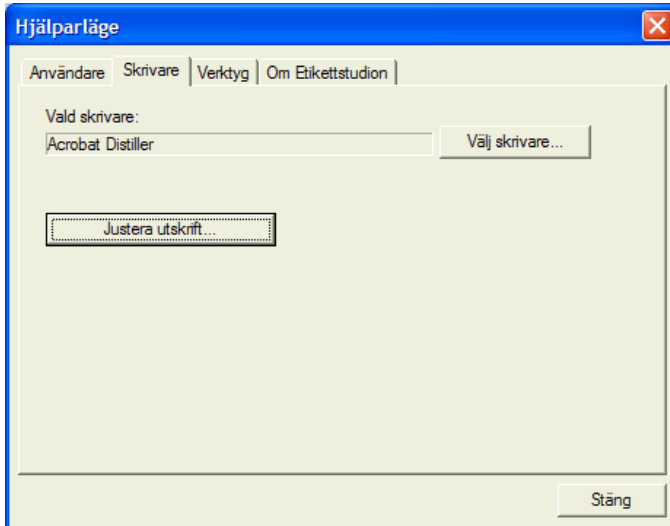 Hjälparläge
Användare Skrivare Verktyg Om Etikettstudion
Vald skrivare:
Acrobat Distiller Välj skrivare...
Justera utskrift...
Stäng